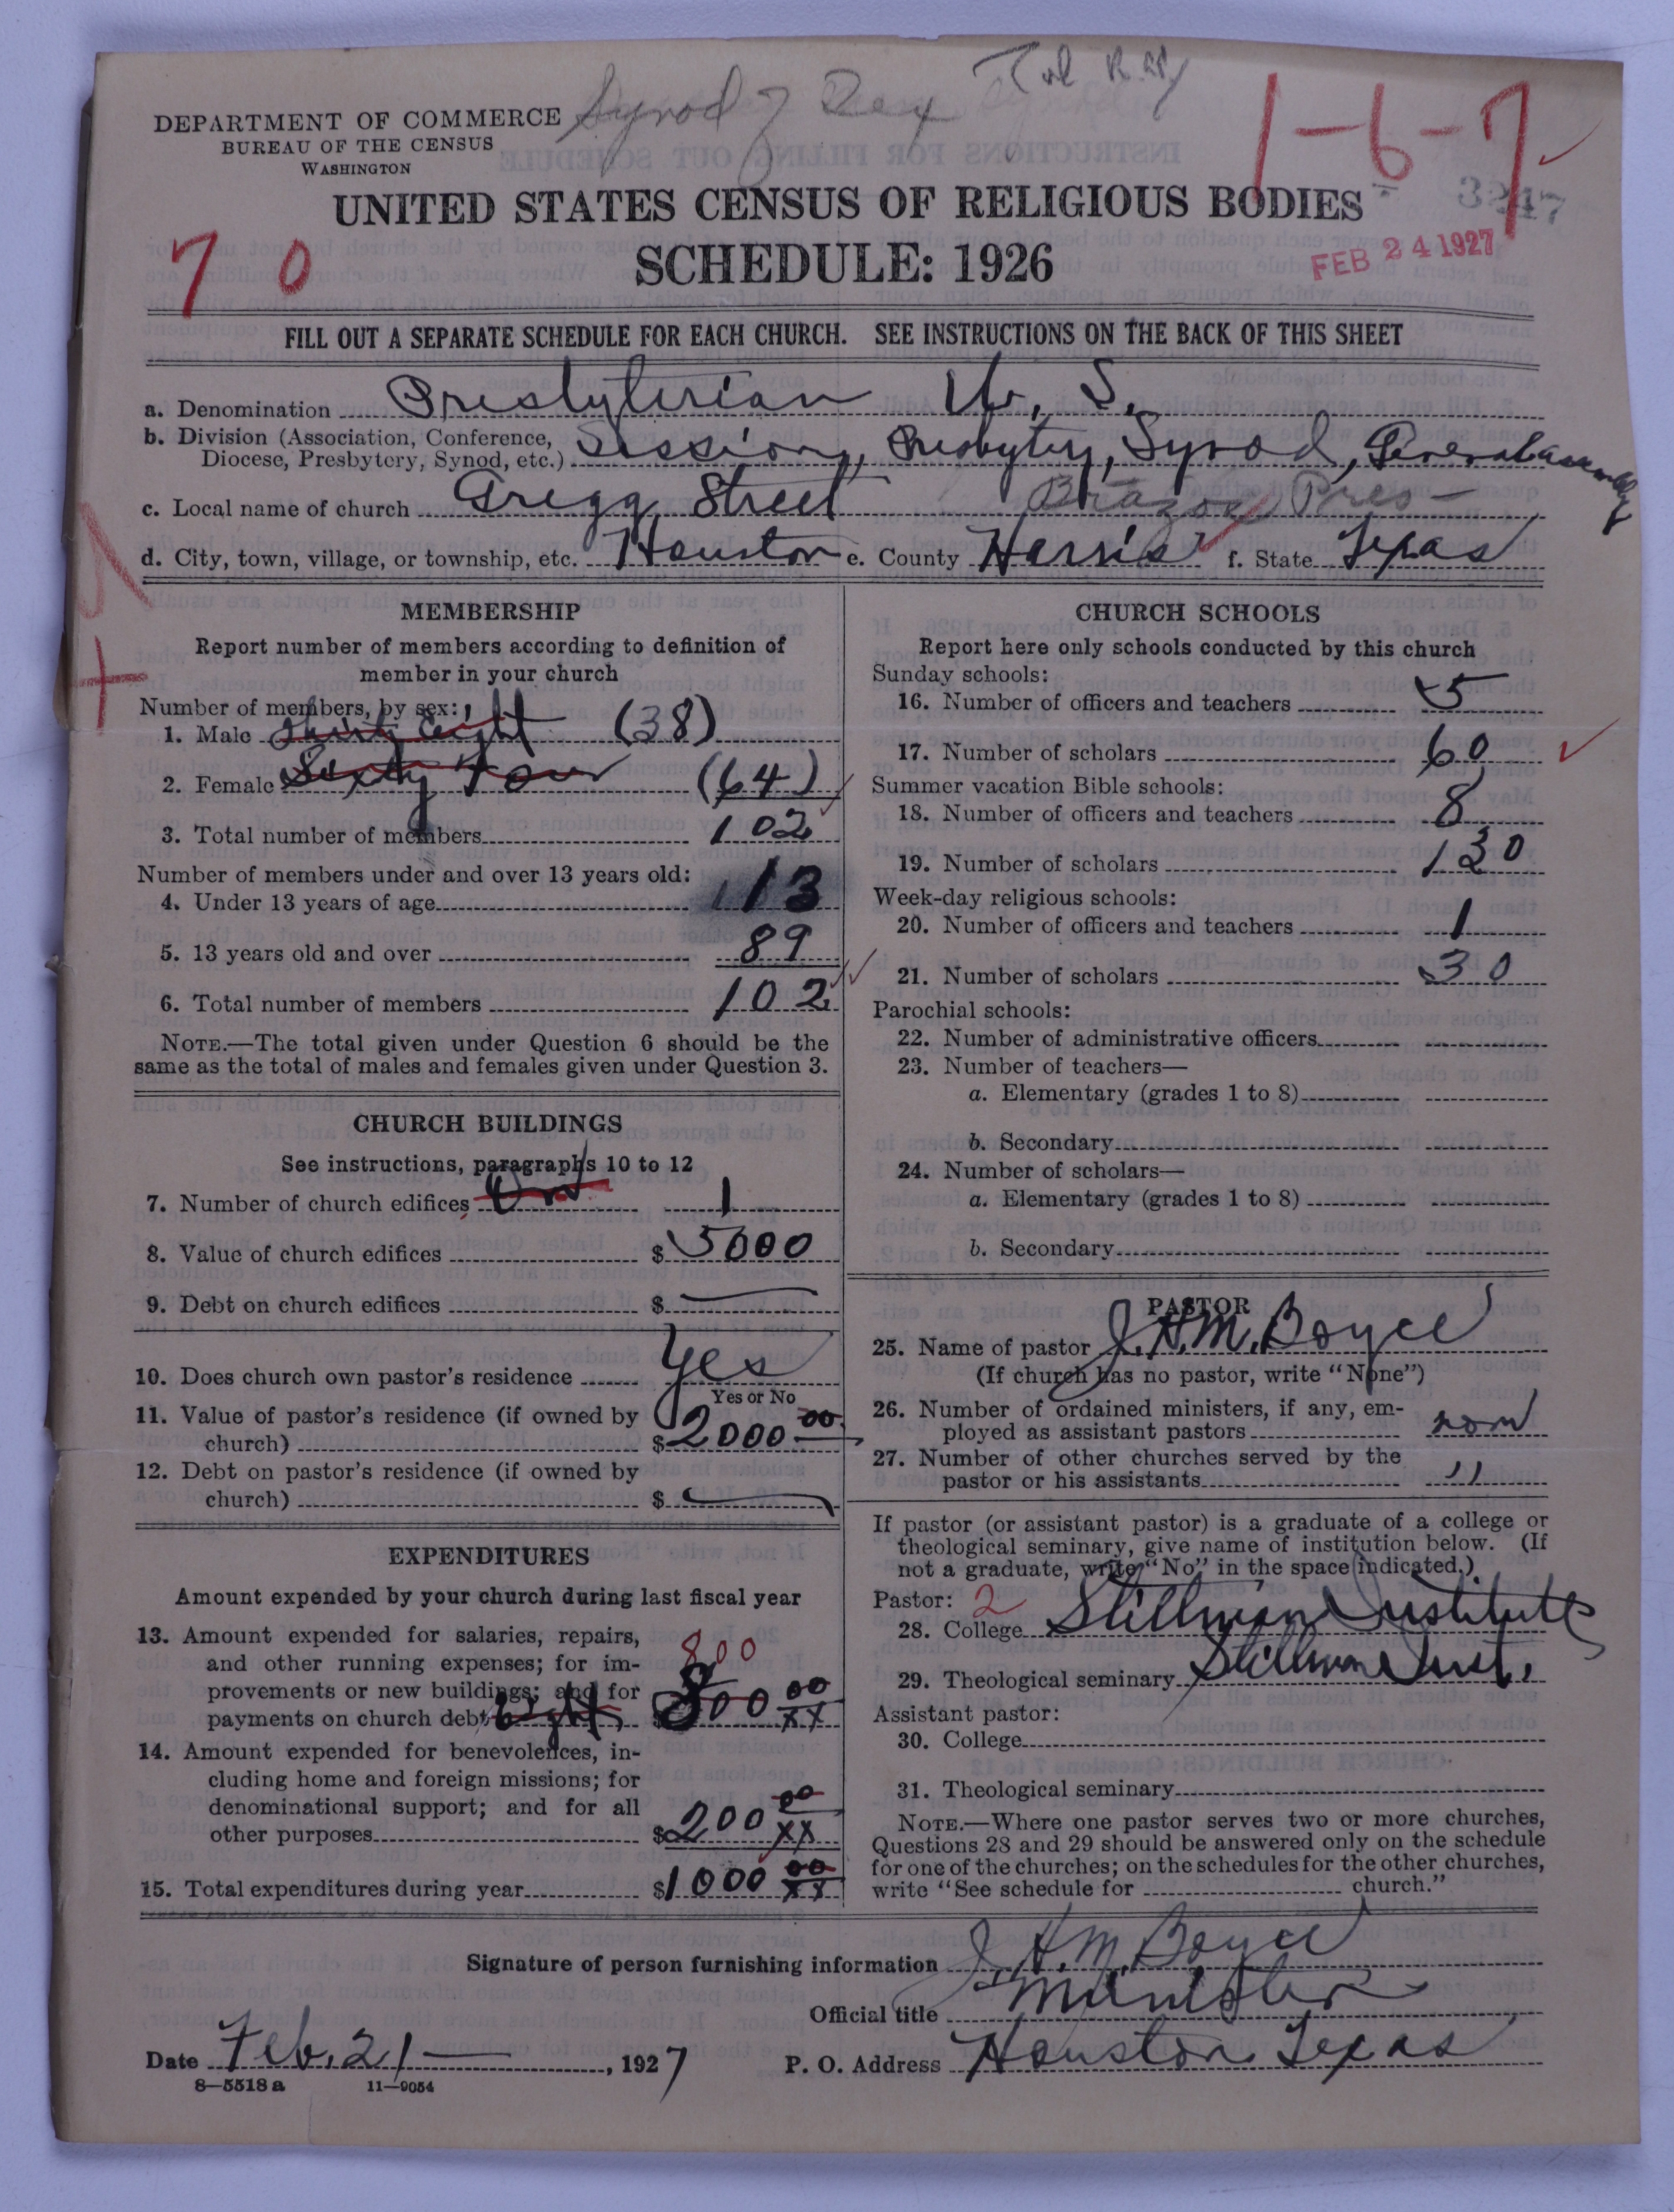 Synod of Tex
DEPARTMENT OF COMMERCE
BUREAU OF THE CENSUS
WASHINGTON
1-6-7
3247
UNITED STATES CENSUS OF RELIGIOUS BODIES
SCHEDULE: 1926
70
FEB 24 1927
FILL OUT A SEPARATE SCHEDULE FOR EACH CHURCH. SEE INSTRUCTIONS ON THE BACK OF THIS SHEET
a. Denomination Presbyterian U. S.
b. Division (Association, Conference, Diocese, Presbytery, Synod, etc.) Session, Presbytery, Synod, General assembly
c. Local name of church Gregg Street Brazos Pres-
d. City, town, village, or township, etc. Houston e. County Harris f. State Texas
MEMBERSHIP
Report number of members according to definition of
member in your church
Number of members, by sex:
1. Male Thirty eight (38)
2. Female Sixty Four (64)
3. Total number of members 102
Number of members under and over 13 years old:
4. Under 13 years of age 13
5. 13 years old and over 89
6. Total number of members 102
NOTE.—The total given under Question 6 should be the
same as the total of males and females given under Question 3.
CHURCH BUILDINGS
See instructions, paragraphs 10 to 12
7. Number of church edifices 1
8. Value of church edifices $5000
9. Debt on church edifices $ —
10. Does church own pastor's residence Yes
Yes or No
11. Value of pastor's residence (if owned by
church) $2000 00
12. Debt on pastor's residence (if owned by
church) $ —
EXPENDITURES
Amount expended by your church during last fiscal year
13. Amount expended for salaries, repairs,
and other running expenses; for im-
800
provements or new buildings; and for
payments on church debt Eight $800 00 xx
14. Amount expended for benevolences, in-
cluding home and foreign missions; for
denominational support; and for all
other purposes $200 00 xx
15. Total expenditures during year $1000 00 xx
CHURCH SCHOOLS
Report here only schools conducted by this church
Sunday schools:
16. Number of officers and teachers 5
17. Number of scholars 60
Summer vacation Bible schools:
18. Number of officers and teachers 8
19. Number of scholars 130
Week-day religious schools:
20. Number of officers and teachers 1
21. Number of scholars 30
Parochial schools:
22. Number of administrative officers
23. Number of teachers—
a. Elementary (grades 1 to 8)
b. Secondary
24. Number of scholars—
a. Elementary (grades 1 to 8)
b. Secondary
PASTOR
25. Name of pastor J. H. M. Boyce
(If church has no pastor, write "None")
26. Number of ordained ministers, if any, em-
ployed as assistant pastors
27. Number of other churches served by the
pastor or his assistants 11
If pastor (or assistant pastor) is a graduate of a college or
theological seminary, give name of institution below. (If
not a graduate, write "No" in the space indicated.)
Pastor: 2
28. College Stillman Institute
29. Theological seminary Stillman Inst.
Assistant pastor:
30. College
31. Theological seminary
NOTE.—Where one pastor serves two or more churches,
Questions 28 and 29 should be answered only on the schedule
for one of the churches; on the schedules for the other churches,
write "See schedule for church."
Signature of person furnishing information J. H. M. Boyce
Official title Minister
Date Feb. 21 —, 1927 P. O. Address Houston Texas
8—5518 a 11—9054